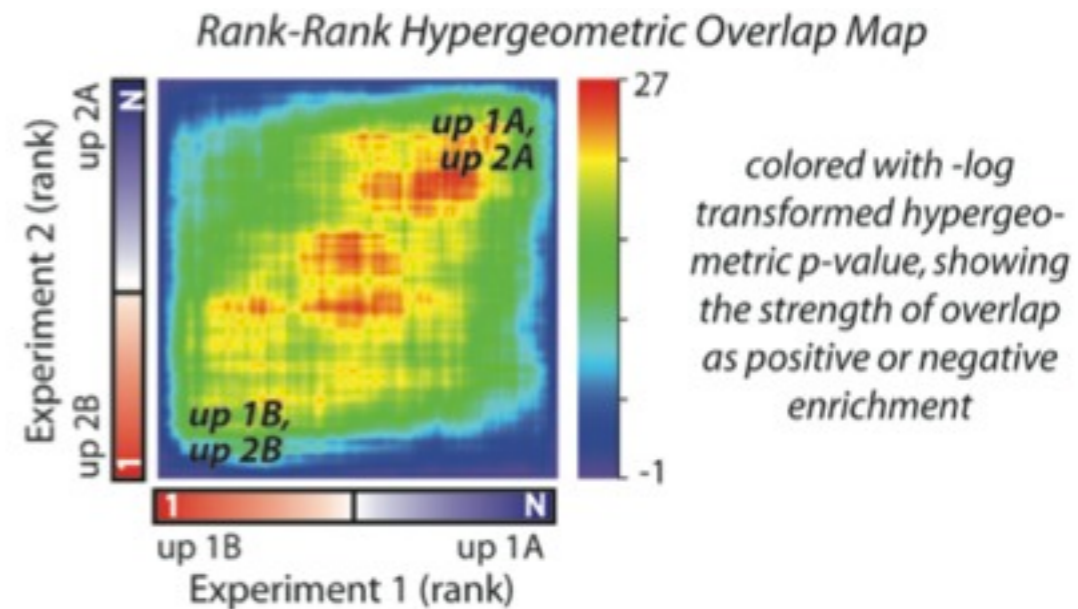 Rank-Rank Hypergeometric Overlap Map
Experiment 2 (rank)
up 2A
up 2B
N
1
up 1A,
up 2A
up 1B,
up 2B
27
-1
colored with -log
transformed hypergeo-
metric p-value, showing
the strength of overlap
as positive or negative
enrichment
1
N
up 1B
up 1A
Experiment 1 (rank)